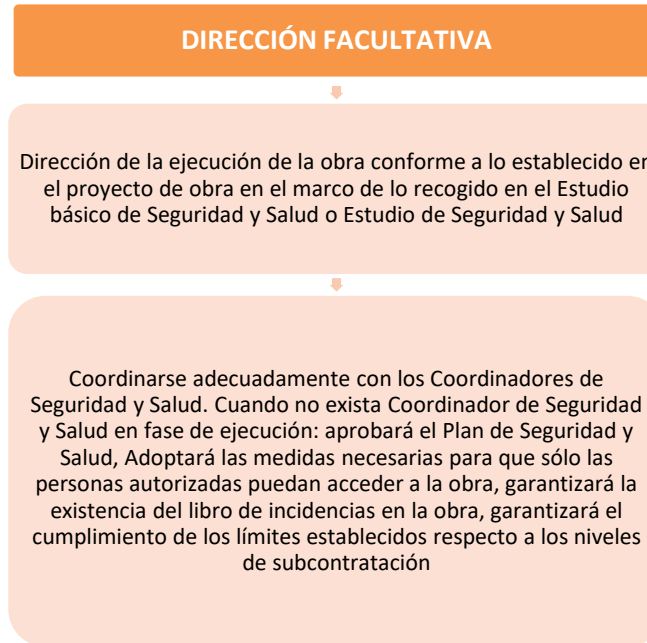 DIRECCIÓN FACULTATIVA
Dirección de la ejecución de la obra conforme a lo establecido en
el proyecto de obra en el marco de lo recogido en el Estudio
básico de Seguridad y Salud o Estudio de Seguridad y Salud
Coordinarse adecuadamente con los Coordinadores de
Seguridad y Salud. Cuando no exista Coordinador de Seguridad
y Salud en fase de ejecución: aprobará el Plan de Seguridad y
Salud, Adoptará las medidas necesarias para que sólo las
personas autorizadas puedan acceder a la obra, garantizará la
existencia del libro de incidencias en la obra, garantizará el
cumplimiento de los límites establecidos respecto a los niveles
de subcontratación